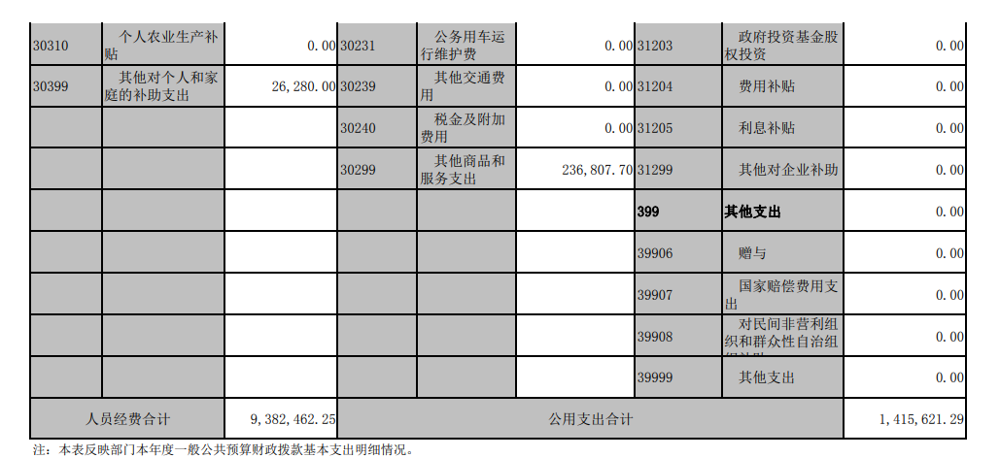 30310 个人农业生产补贴 0.00 30231 公务用车运行维护费 0.00 31203 政府投资基金股权投资 0.00
30399 其他对个人和家庭的补助支出 26,280.00 30239 其他交通费用 0.00 31204 费用补贴 0.00
30240 税金及附加费用 0.00 31205 利息补贴 0.00
30299 其他商品和服务支出 236,807.70 31299 其他对企业补助 0.00
399 其他支出 0.00
39906 赠与 0.00
39907 国家赔偿费用支出 0.00
39908 对民间非营利组织和群众性自治组 0.00
39999 其他支出 0.00
人员经费合计 9,382,462.25 公用支出合计 1,415,621.29
注：本表反映部门本年度一般公共预算财政拨款基本支出明细情况。